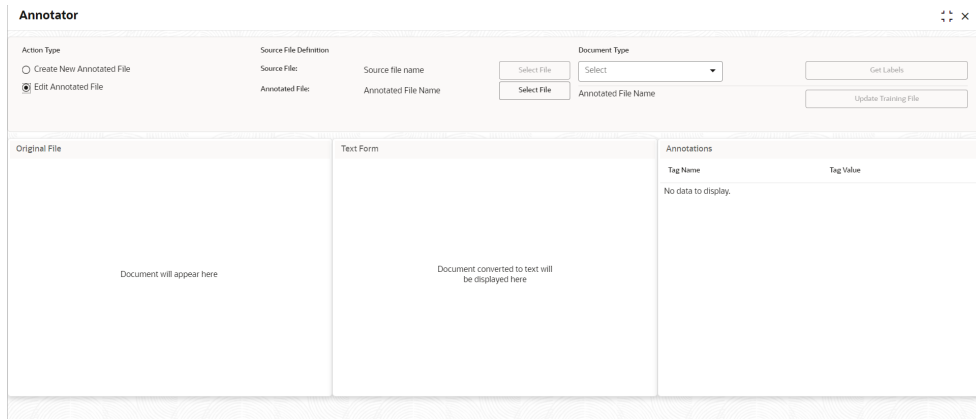 Annotator
Action Type
Source File Definition
Document Type
Create New Annotated File
Source File:
Source file name
Select File
Select
Get Labels
Edit Annotated File
Annotated File:
Annotated File Name
Select File
Annotated File Name
Update Training File
Original File
Text Form
Annotations
Tag Name
Tag Value
No data to display.
Document will appear here
Document converted to text will
be displayed here